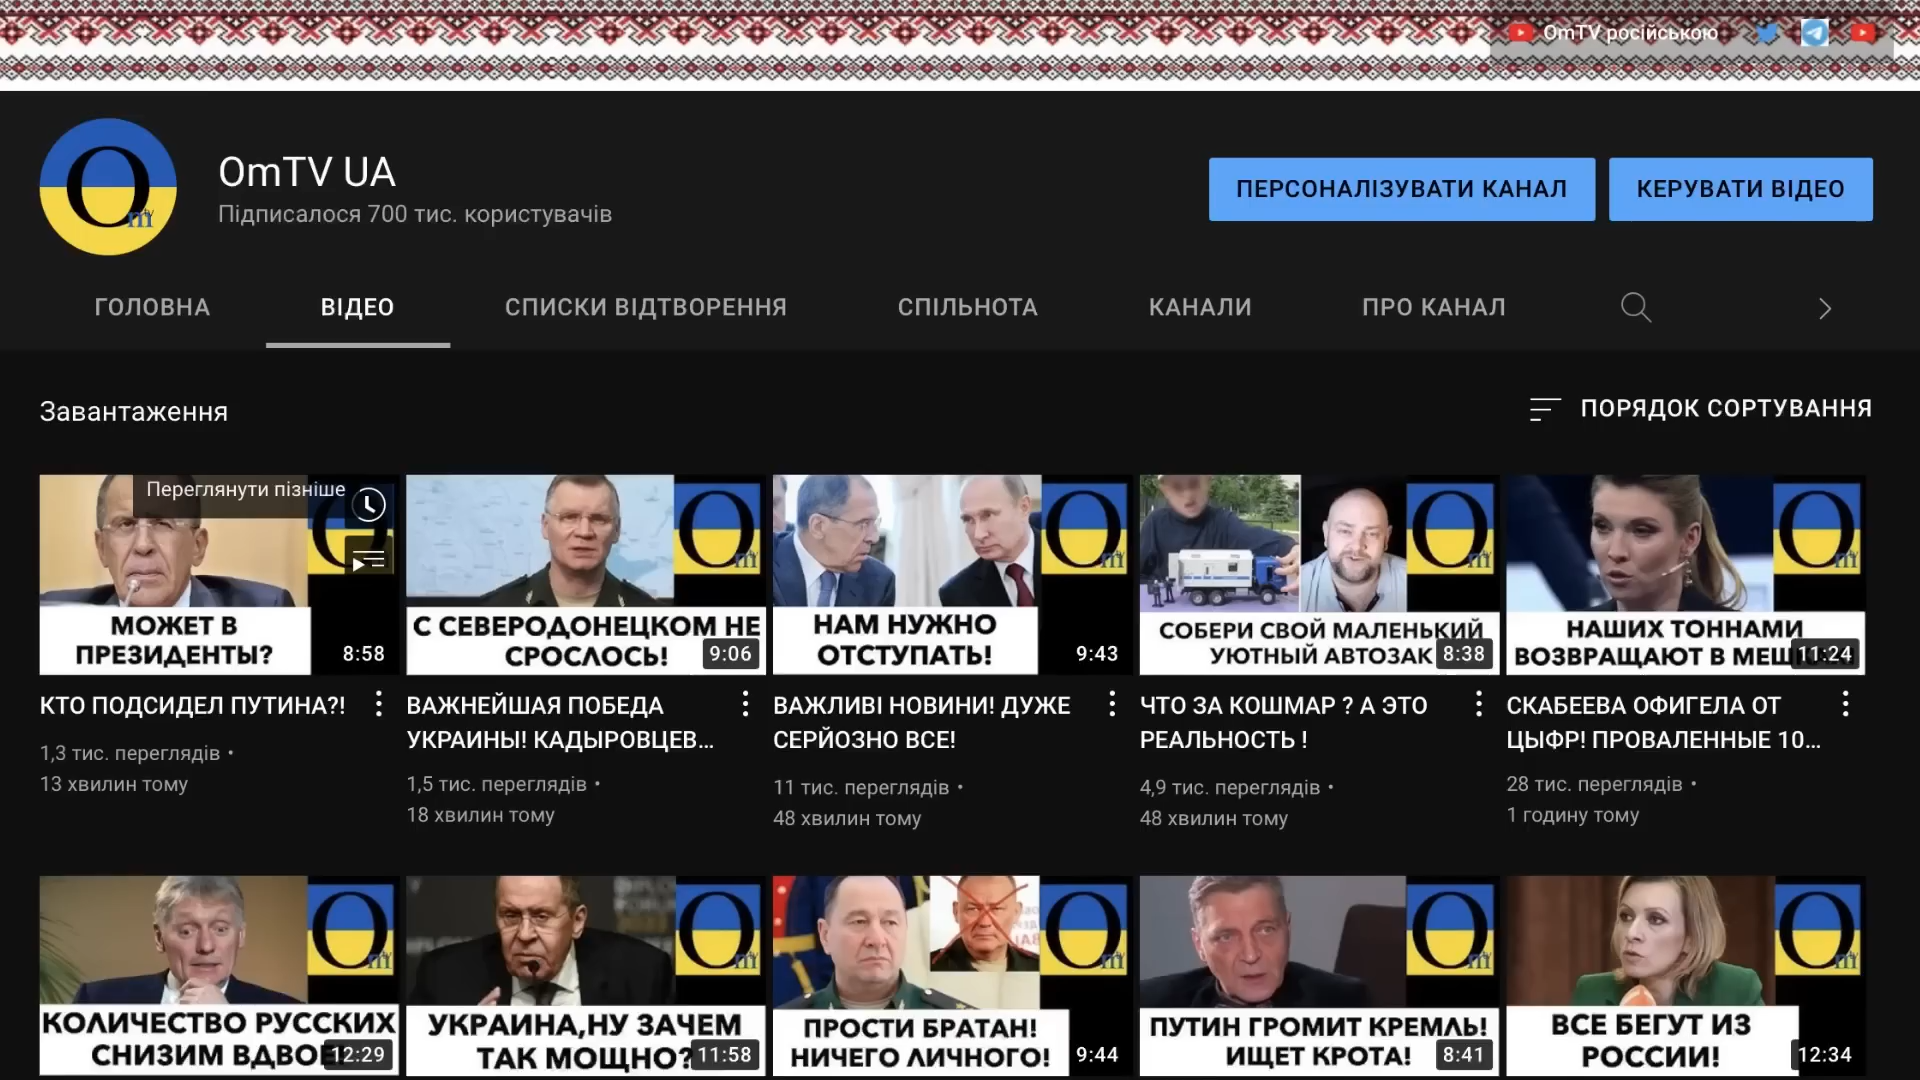 OmTV російською
OmTV UA
Підписалося 700 тис. користувачів
ПЕРСОНАЛІЗУВАТИ КАНАЛ
КЕРУВАТИ ВІДЕО
ГОЛОВНА
ВІДЕО
СПИСКИ ВІДТВОРЕННЯ
СПІЛЬНОТА
КАНАЛИ
ПРО КАНАЛ
Завантаження
ПОРЯДОК СОРТУВАННЯ
Переглянути пізніше
МОЖЕТ В
ПРЕЗИДЕНТЫ?
8:58
КТО ПОДСИДЕЛ ПУТИНА?!
1,3 тис. переглядів •
13 хвилин тому
С СЕВЕРОДОНЕЦКОМ НЕ
СРОСЛОСЬ!
9:06
ВАЖНЕЙШАЯ ПОБЕДА
УКРАИНЫ! КАДЫРОВЦЕВ...
1,5 тис. переглядів •
18 хвилин тому
НАМ НУЖНО
ОТСТУПАТЬ!
9:43
ВАЖЛИВІ НОВИНИ! ДУЖЕ
СЕРЙОЗНО ВСЕ!
11 тис. переглядів •
48 хвилин тому
СОБЕРИ СВОЙ МАЛЕНЬКИЙ
УЮТНЫЙ АВТОЗАК
8:38
ЧТО ЗА КОШМАР ? А ЭТО
РЕАЛЬНОСТЬ !
4,9 тис. переглядів •
48 хвилин тому
НАШИХ ТОННАМИ
ВОЗВРАЩАЮТ В
11:24
СКАБЕЕВА ОФИГЕЛА ОТ
ЦЫФР! ПРОВАЛЕННЫЕ 10...
28 тис. переглядів •
1 годину тому
КОЛИЧЕСТВО РУССКИХ
СНИЗИМ ВДВОЕ
12:29
УКРАИНА,НУ ЗАЧЕМ
ТАК МОЩНО?
11:58
ПРОСТИ БРАТАН!
НИЧЕГО ЛИЧНОГО!
9:44
ПУТИН ГРОМИТ КРЕМЛЬ!
ИЩЕТ КРОТА!
8:41
ВСЕ БЕГУТ ИЗ
РОССИИ!
12:34